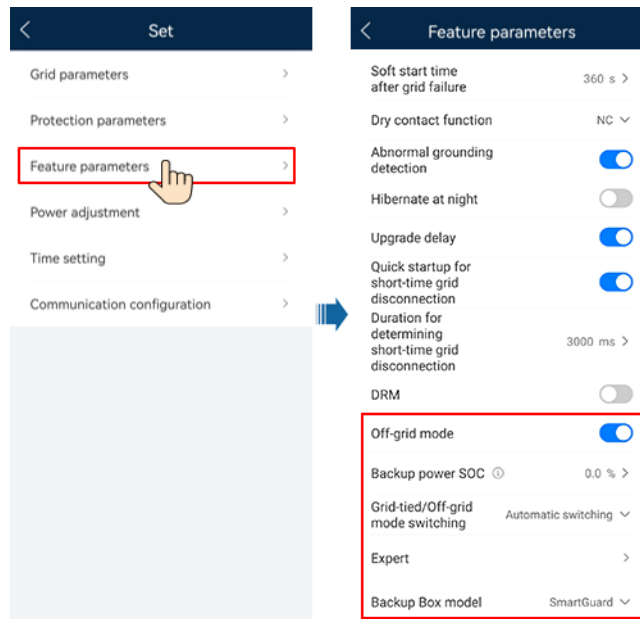 Set
Grid parameters
Protection parameters
Feature parameters
Power adjustment
Time setting
Communication configuration
Feature parameters
Soft start time
after grid failure
360 s
Dry contact function
NC
Abnormal grounding
detection
Hibernate at night
Upgrade delay
Quick startup for
short-time grid
disconnection
Duration for
determining
short-time grid
disconnection
3000 ms
DRM
Off-grid mode
Backup power SOC
0.0 %
Grid-tied/Off-grid
mode switching
Automatic switching
Expert
Backup Box model
SmartGuard